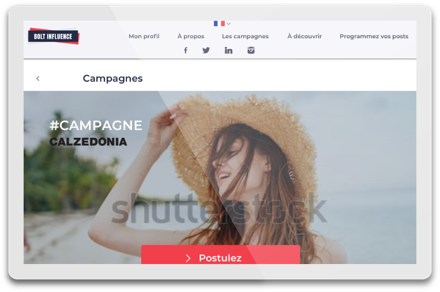 BOLT INFLUENCE
Mon profil
À propos
Les campagnes
À découvrir
Programmez vos posts
Campagnes
#CAMPAGNE
CALZEDONIA
shutterstock
Postulez